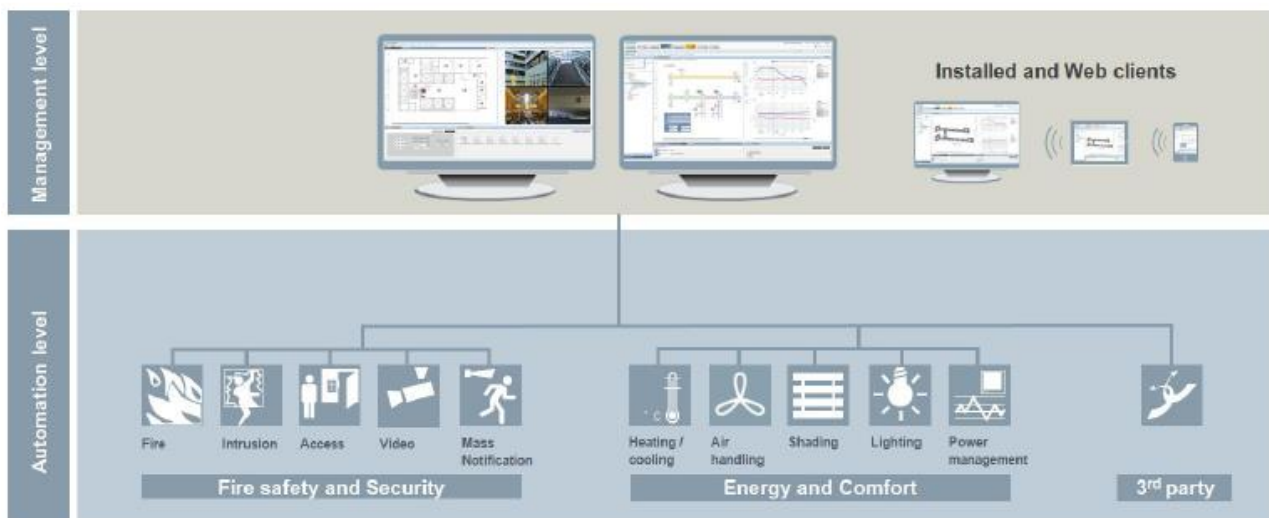 Management level
Installed and Web clients
Automation level
° C
Fire
Intrusion
Access
Video
Mass
Notification
Heating /
cooling
Air
handling
Shading
Lighting
Power
management
Fire safety and Security
Energy and Comfort
3rd party